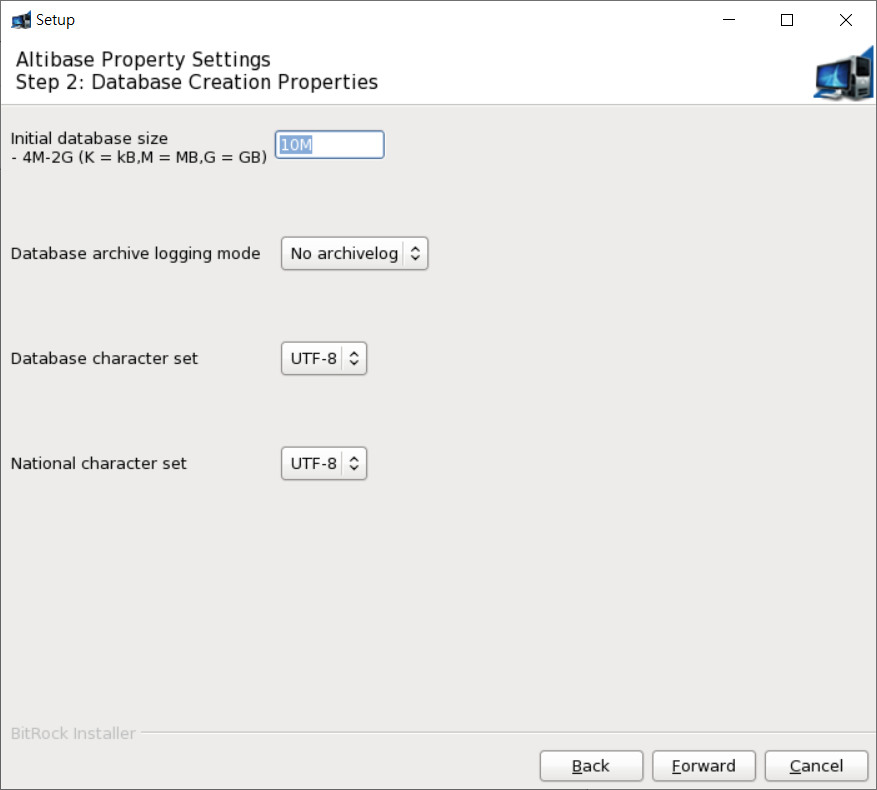 Setup
Altibase Property Settings
Step 2: Database Creation Properties
Initial database size
- 4M-2G (K = kB,M = MB,G = GB)
10M
Database archive logging mode
No archivelog
Database character set
UTF-8
National character set
UTF-8
BitRock Installer
Back
Forward
Cancel